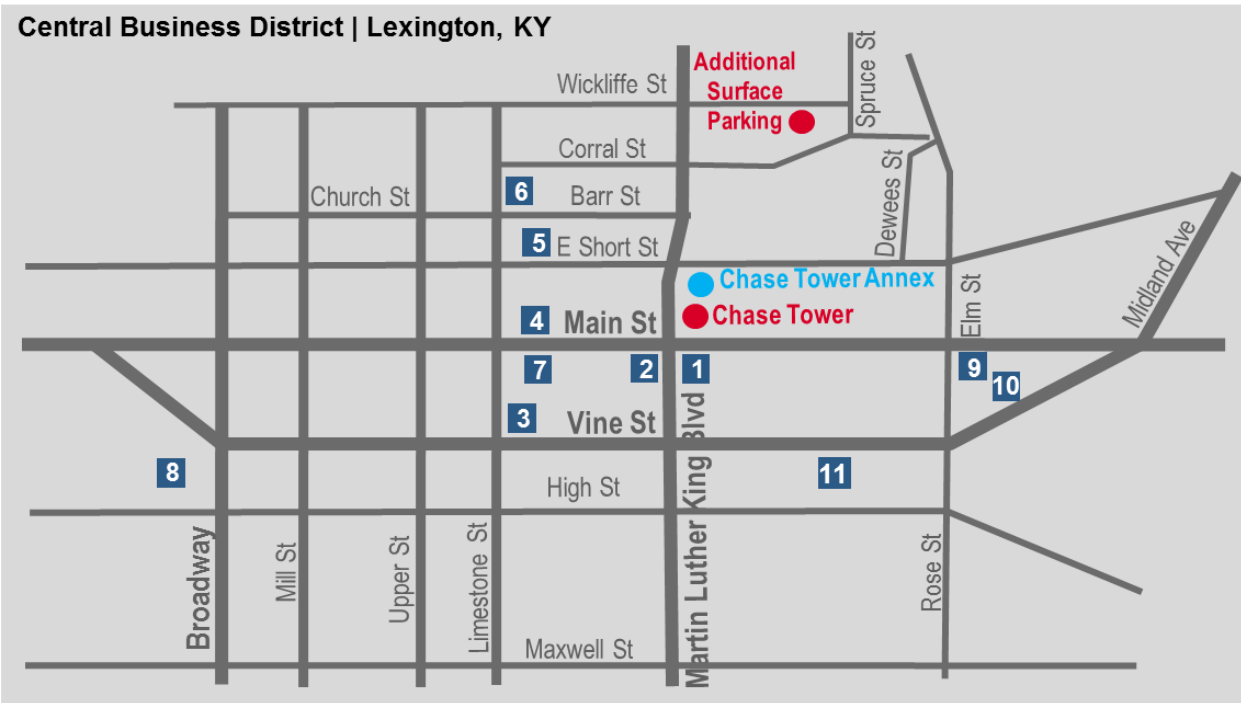 Central Business District | Lexington, KY
Additional
Surface
Parking
Spruce St
Wickliffe St
Corral St
Dewees St
6
Barr St
Church St
5
E Short St
Midland Ave
Chase Tower Annex
Elm St
4
Main St
Chase Tower
7
2
1
9
10
3
Vine St
Martin Luther King Blvd
8
11
High St
Broadway
Mill St
Upper St
Limestone St
Rose St
Maxwell St